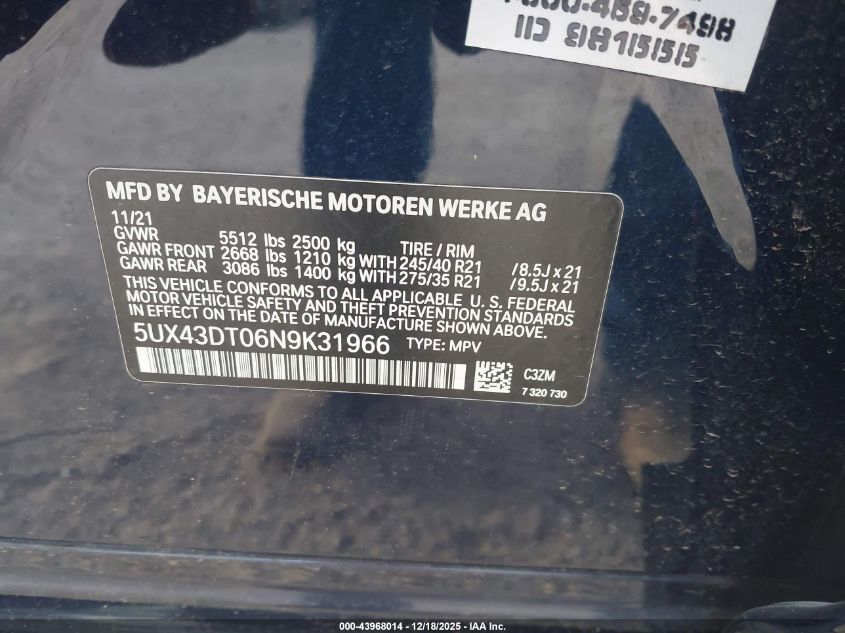 1-800-469-7498
ID 9815555
MFD BY BAYERISCHE MOTOREN WERKE AG
11/21
GVWR 5512 lbs 2500 kg TIRE / RIM
GAWR FRONT 2668 lbs 1210 kg WITH 245/40 R21 /8.5J x 21
GAWR REAR 3086 lbs 1400 kg WITH 275/35 R21 /9.5J x 21
THIS VEHICLE CONFORMS TO ALL APPLICABLE U. S. FEDERAL
MOTOR VEHICLE SAFETY AND THEFT PREVENTION STANDARDS
IN EFFECT ON THE DATE OF MANUFACTURE SHOWN ABOVE.
5UX43DT06N9K31966 TYPE: MPV
C3ZM
7 320 730
000-43968014 - 12/18/2025 - IAA Inc.